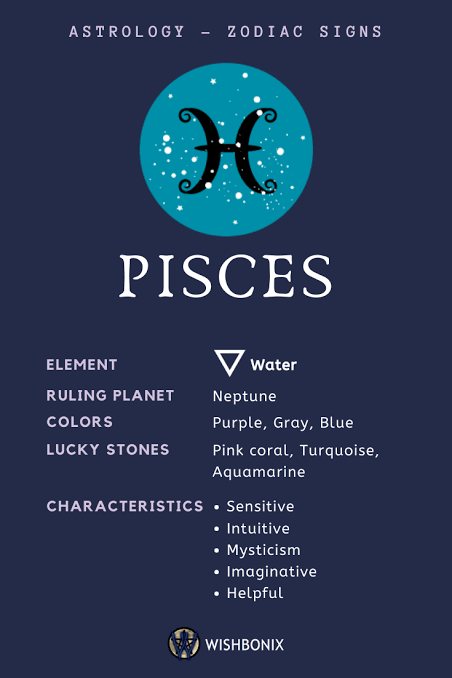 ASTROLOGY – ZODIAC SIGNS
PISCES
ELEMENT Water
RULING PLANET Neptune
COLORS Purple, Gray, Blue
LUCKY STONES Pink coral, Turquoise,
Aquamarine
CHARACTERISTICS • Sensitive
• Intuitive
• Mysticism
• Imaginative
• Helpful
WISHBONIX